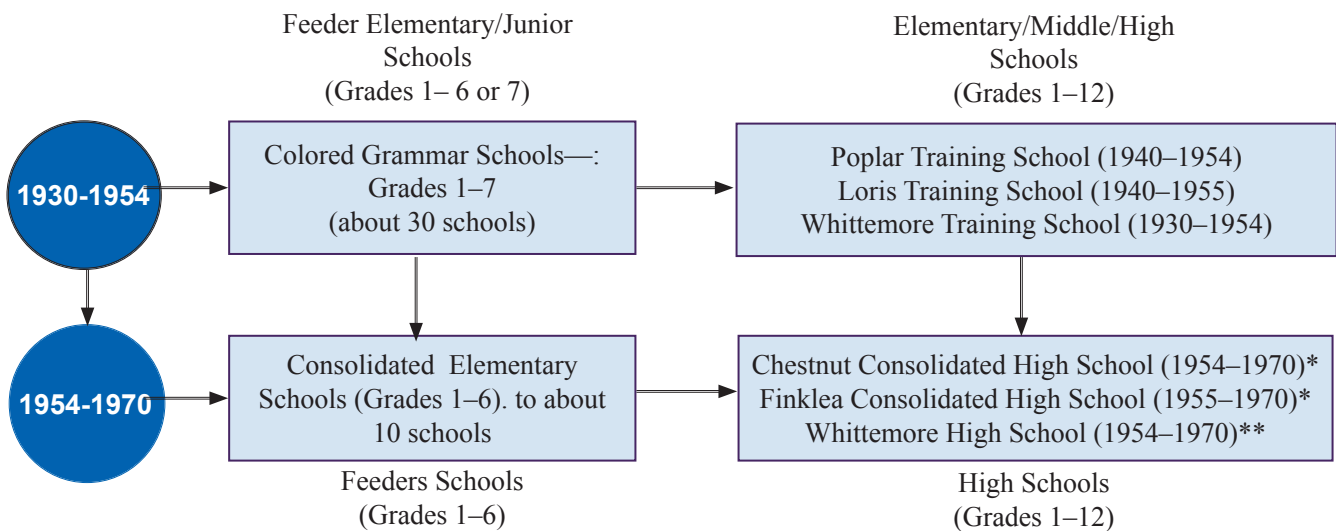 Feeder Elementary/Junior
Schools
(Grades 1– 6 or 7)
Elementary/Middle/High
Schools
(Grades 1–12)
1930-1954
Colored Grammar Schools—:
Grades 1–7
(about 30 schools)
Poplar Training School (1940–1954)
Loris Training School (1940–1955)
Whittemore Training School (1930–1954)
1954-1970
Consolidated Elementary
Schools (Grades 1–6). to about
10 schools
Chestnut Consolidated High School (1954–1970)*
Finklea Consolidated High School (1955–1970)*
Whittemore High School (1954–1970)**
Feeders Schools
(Grades 1–6)
High Schools
(Grades 1–12)